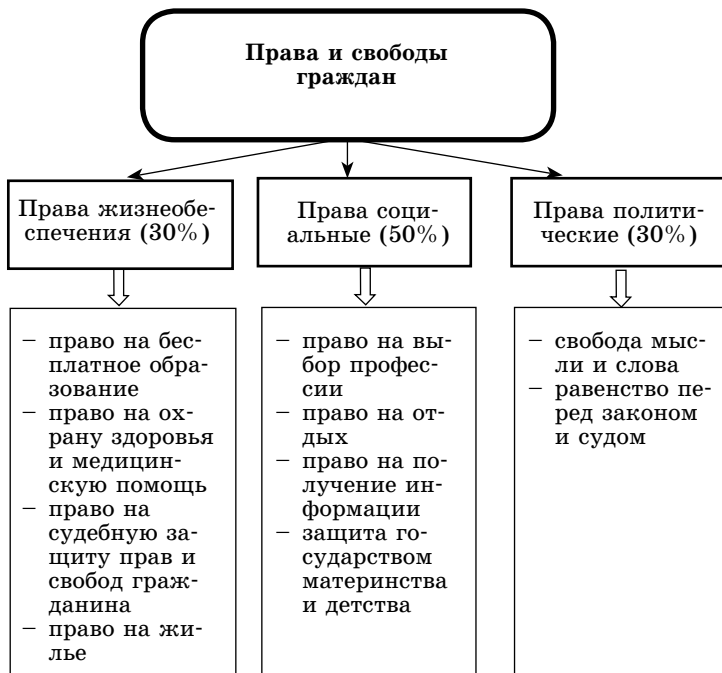 Права и свободы
граждан
Права жизнеобе-
спечения (30%)
Права соци-
альные (50%)
Права полити-
ческие (30%)
– право на бес-
платное обра-
зование
– право на ох-
рану здоровья
и медицин-
скую помощь
– право на
судебную за-
щиту прав и
свобод граж-
данина
– право на жи-
лье
– право на вы-
бор профес-
сии
– право на от-
дых
– право на по-
лучение ин-
формации
– защита го-
сударством
материнства
и детства
– свобода мыс-
ли и слова
– равенство пе-
ред законом
и судом